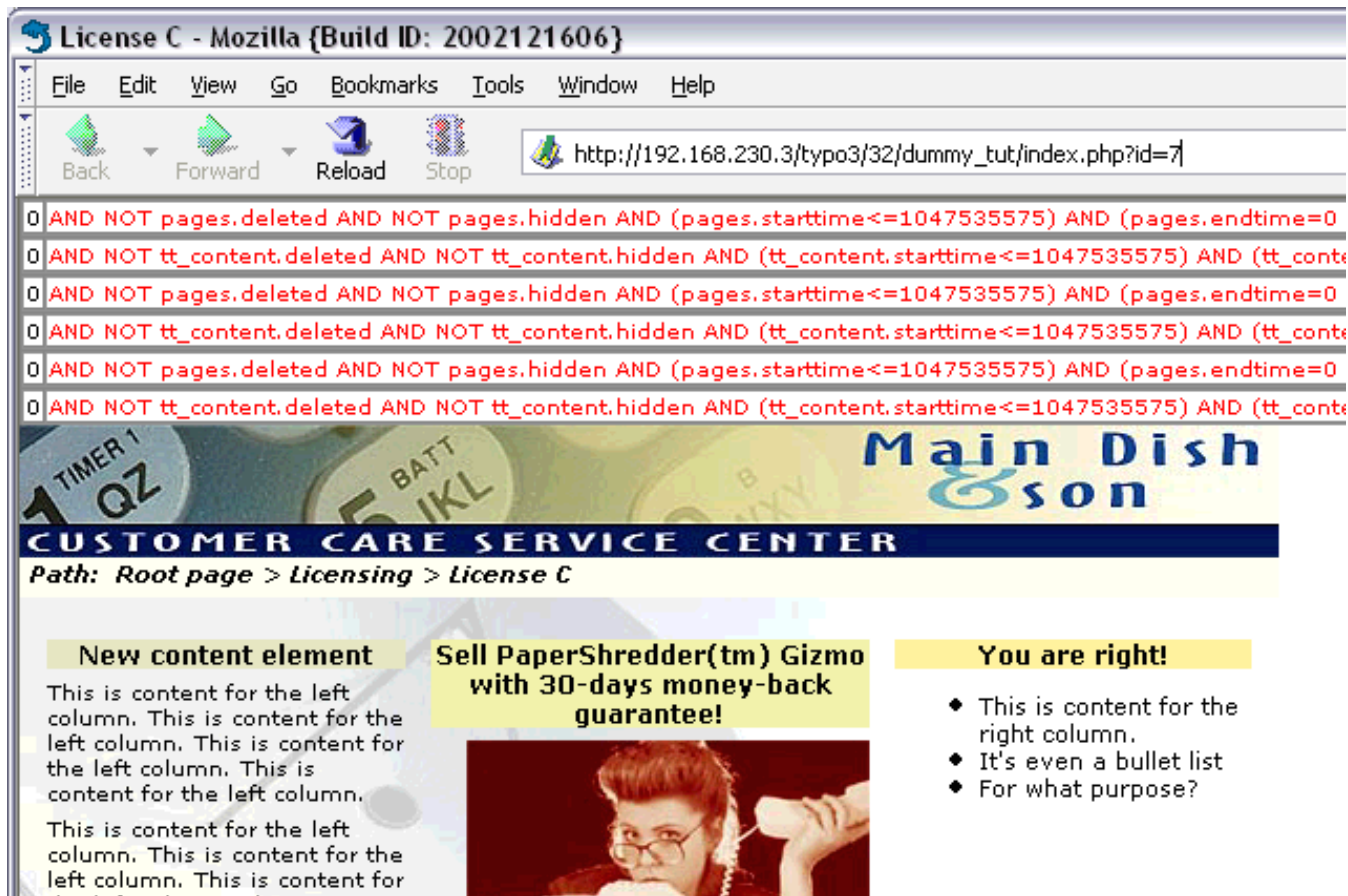 License C - Mozilla {Build ID: 2002121606}
File Edit View Go Bookmarks Tools Window Help
Back Forward Reload Stop http://192.168.230.3/typo3/32/dummy_tut/index.php?id=7
0 AND NOT pages.deleted AND NOT pages.hidden AND (pages.starttime<=1047535575) AND (pages.endtime=0
0 AND NOT tt_content.deleted AND NOT tt_content.hidden AND (tt_content.starttime<=1047535575) AND (tt_conte
0 AND NOT pages.deleted AND NOT pages.hidden AND (pages.starttime<=1047535575) AND (pages.endtime=0
0 AND NOT tt_content.deleted AND NOT tt_content.hidden AND (tt_content.starttime<=1047535575) AND (tt_conte
0 AND NOT pages.deleted AND NOT pages.hidden AND (pages.starttime<=1047535575) AND (pages.endtime=0
0 AND NOT tt_content.deleted AND NOT tt_content.hidden AND (tt_content.starttime<=1047535575) AND (tt_conte
TIMER 1
1 QZ
BATT
5 JKL
B
9 WXY
Main Dish
& son
CUSTOMER CARE SERVICE CENTER
Path: Root page > Licensing > License C
New content element
This is content for the left
column. This is content for the
left column. This is content for
the left column. This is
content for the left column.
This is content for the left
column. This is content for the
left column. This is content for
Sell PaperShredder(tm) Gizmo
with 30-days money-back
guarantee!
You are right!
This is content for the
right column.
It's even a bullet list
For what purpose?